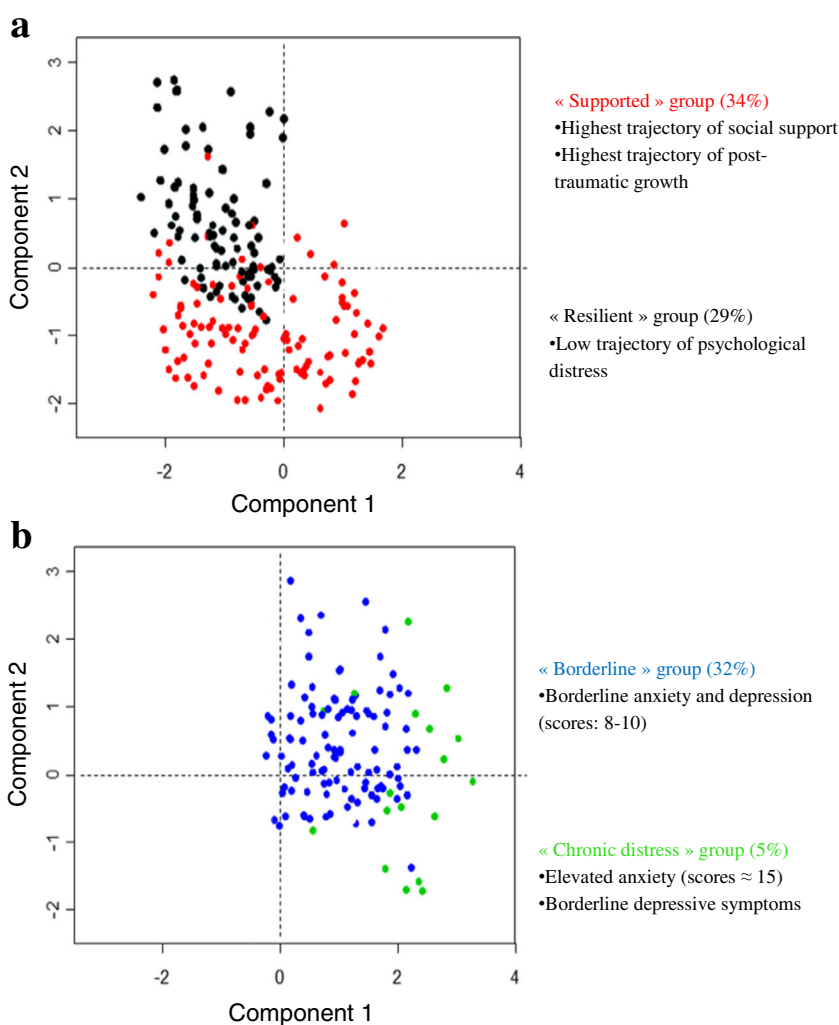 a
3
2
1
0
-1
-2
Component 2
-2
0
2
4
Component 1
« Supported » group (34%)
•Highest trajectory of social support
•Highest trajectory of post-
traumatic growth
« Resilient » group (29%)
•Low trajectory of psychological
distress
b
3
2
1
0
-1
-2
Component 2
-2
0
2
4
Component 1
« Borderline » group (32%)
•Borderline anxiety and depression
(scores: 8-10)
« Chronic distress » group (5%)
•Elevated anxiety (scores ≈ 15)
•Borderline depressive symptoms